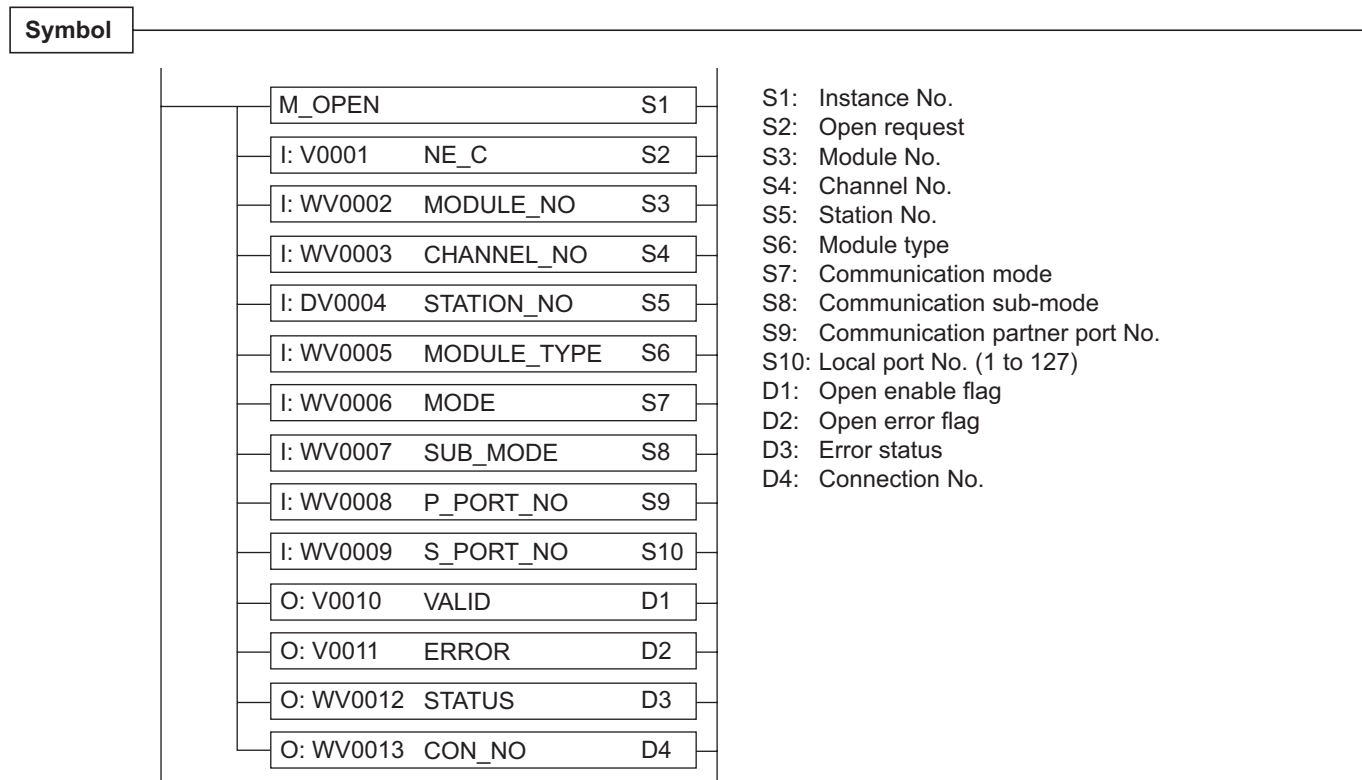 Symbol
M_OPEN S1
I: V0001 NE_C S2
I: WV0002 MODULE_NO S3
I: WV0003 CHANNEL_NO S4
I: DV0004 STATION_NO S5
I: WV0005 MODULE_TYPE S6
I: WV0006 MODE S7
I: WV0007 SUB_MODE S8
I: WV0008 P_PORT_NO S9
I: WV0009 S_PORT_NO S10
O: V0010 VALID D1
O: V0011 ERROR D2
O: WV0012 STATUS D3
O: WV0013 CON_NO D4
S1: Instance No.
S2: Open request
S3: Module No.
S4: Channel No.
S5: Station No.
S6: Module type
S7: Communication mode
S8: Communication sub-mode
S9: Communication partner port No.
S10: Local port No. (1 to 127)
D1: Open enable flag
D2: Open error flag
D3: Error status
D4: Connection No.